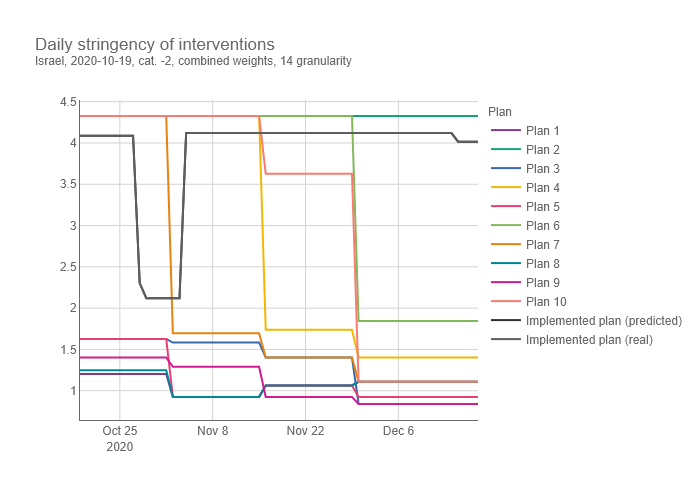 Daily stringency of interventions
Israel, 2020-10-19, cat. -2, combined weights, 14 granularity
4.5
4
3.5
3
2.5
2
1.5
1
Oct 25
2020
Nov 8
Nov 22
Dec 6
Plan
Plan 1
Plan 2
Plan 3
Plan 4
Plan 5
Plan 6
Plan 7
Plan 8
Plan 9
Plan 10
Implemented plan (predicted)
Implemented plan (real)